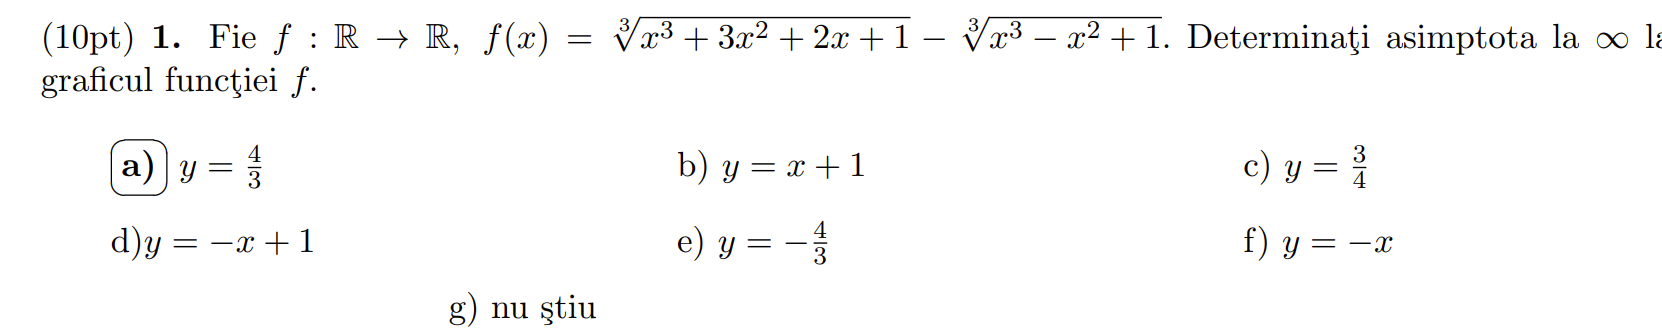 (10pt) 1. Fie f : ℝ → ℝ, f(x) = ∛(x³ + 3x² + 2x + 1) − ∛(x³ − x² + 1). Determinaţi asimptota la ∞
graficul funcţiei f.
a) y = 4/3 b) y = x + 1 c) y = 3/4
d)y = −x + 1 e) y = −4/3 f) y = −x
g) nu ştiu